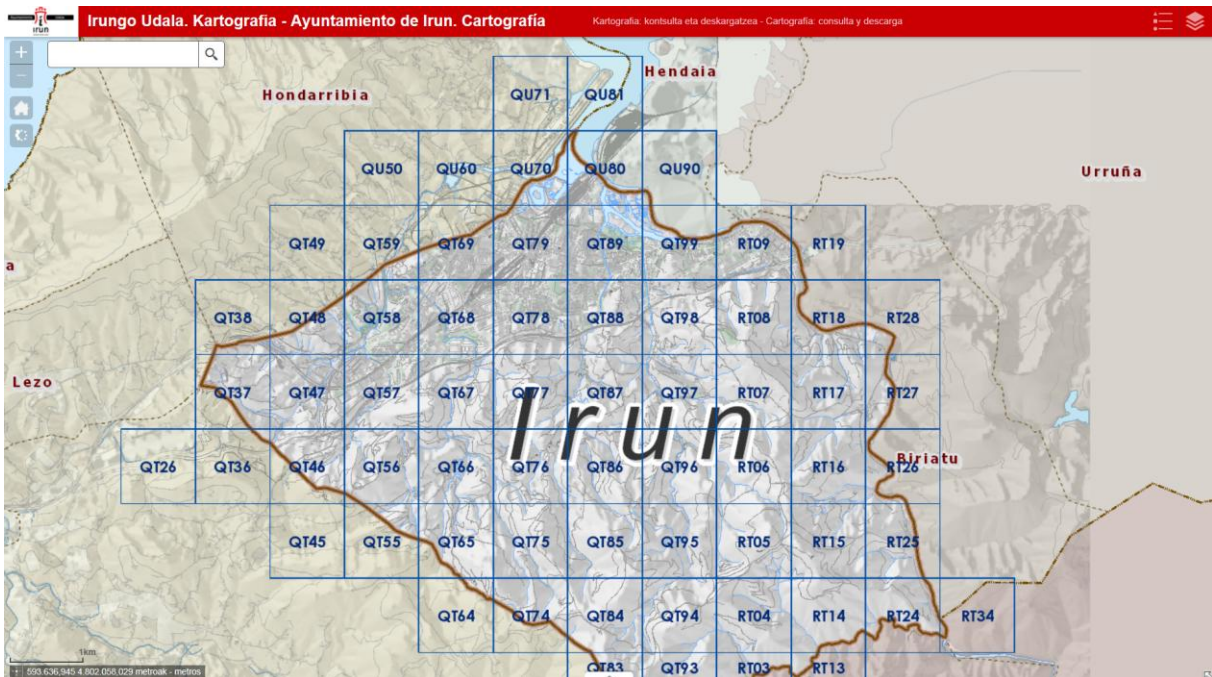 irun
Irungo Udala. Kartografia - Ayuntamiento de Irun. Cartografía
Kartografia: kontsulta eta deskargatzea - Cartografía: consulta y descarga
+
−
Hendaia
Hondarribia
QU71 QU81
QU50 QU60 QU70 QU80 QU90
Urruña
QT49 QT59 QT69 QT79 QT89 QT99 RT09 RT19
a
QT38 QT48 QT58 QT68 QT78 QT88 QT98 RT08 RT18 RT28
Lezo
QT37 QT47 QT57 QT67 QT77 QT87 QT97 RT07 RT17 RT27
Irun
Biriatu
QT26 QT36 QT46 QT56 QT66 QT76 QT86 QT96 RT06 RT16 RT26
QT45 QT55 QT65 QT75 QT85 QT95 RT05 RT15 RT25
QT64 QT74 QT84 QT94 RT04 RT14 RT24 RT34
1km
QT83 QT93 RT03 RT13
593.636,945 4.802.058,029 metroak - metros